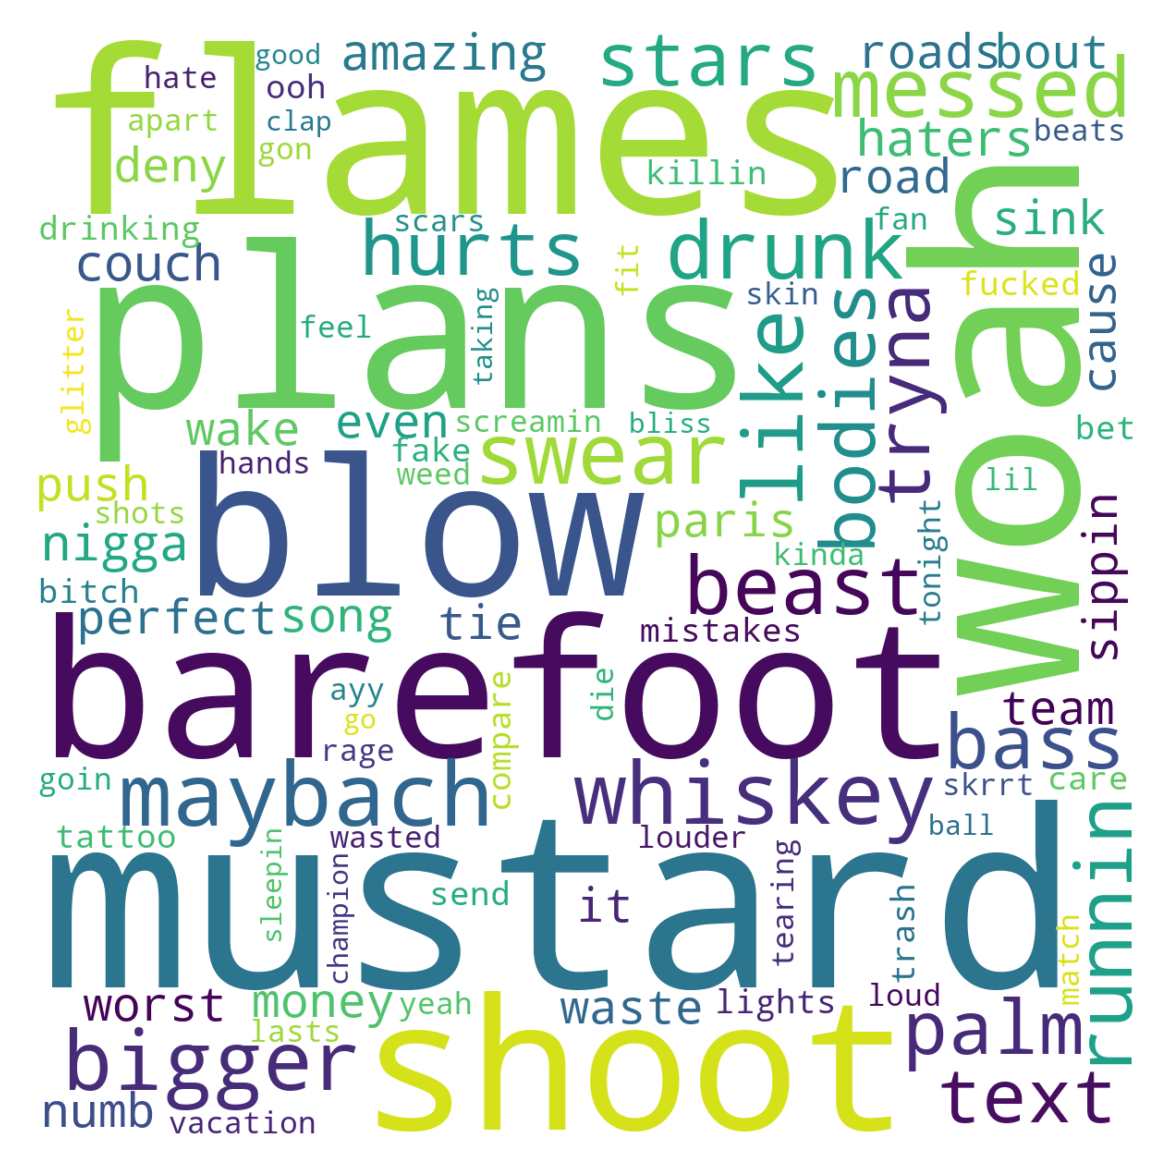 flames
good
amazing
stars
roads
bout
hate
ooh
messed
apart
clap
haters
beats
deny
gon
killin
road
woah
drinking
scars
fan
sink
couch
hurts
drunk
plans
fit
skin
fucked
cause
glitter
feel
taking
like
bodies
tryna
wake
even
screamin
bliss
bet
hands
fake
swear
push
weed
lil
shots
blow
paris
nigga
kinda
tonight
sippin
bitch
beast
perfect
song
tie
mistakes
barefoot
ayy
compare
die
team
go
rage
bass
goin
maybach
whiskey
skrrt
care
tattoo
wasted
louder
ball
mustard
sleepin
champion
send
it
tearing
trash
match
runnin
worst
money
yeah
waste
lights
loud
lasts
palm
bigger
shoot
text
numb
vacation